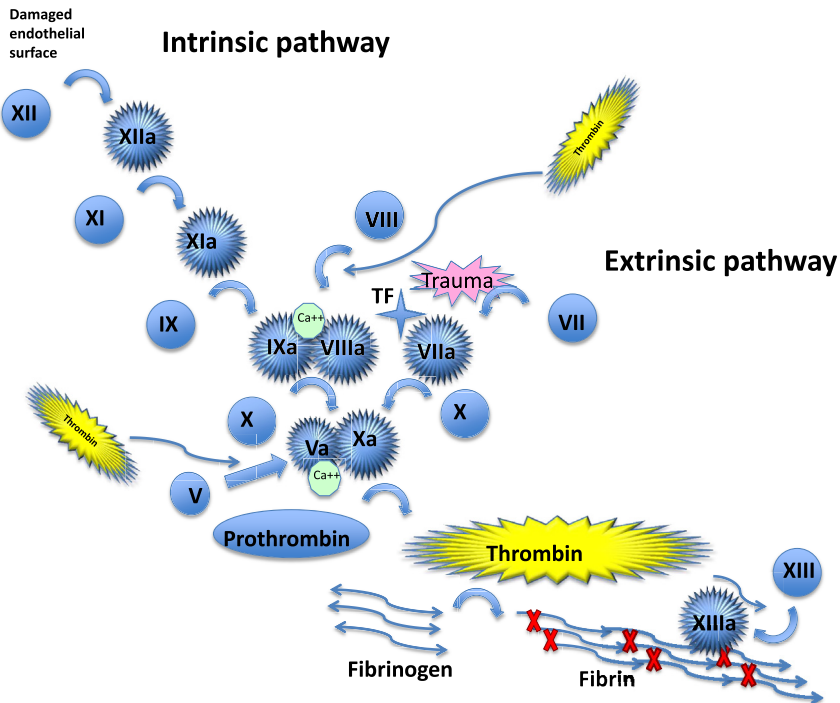 Damaged
endothelial
surface
Intrinsic pathway
XII
XIIa
Thrombin
XI
VIII
XIa
Extrinsic pathway
Trauma
TF
IX
Ca++
VII
IXa
VIIIa
VIIa
X
X
Thrombin
Va
Xa
Ca++
V
Prothrombin
Thrombin
XIII
XIIIa
Fibrinogen
Fibrin